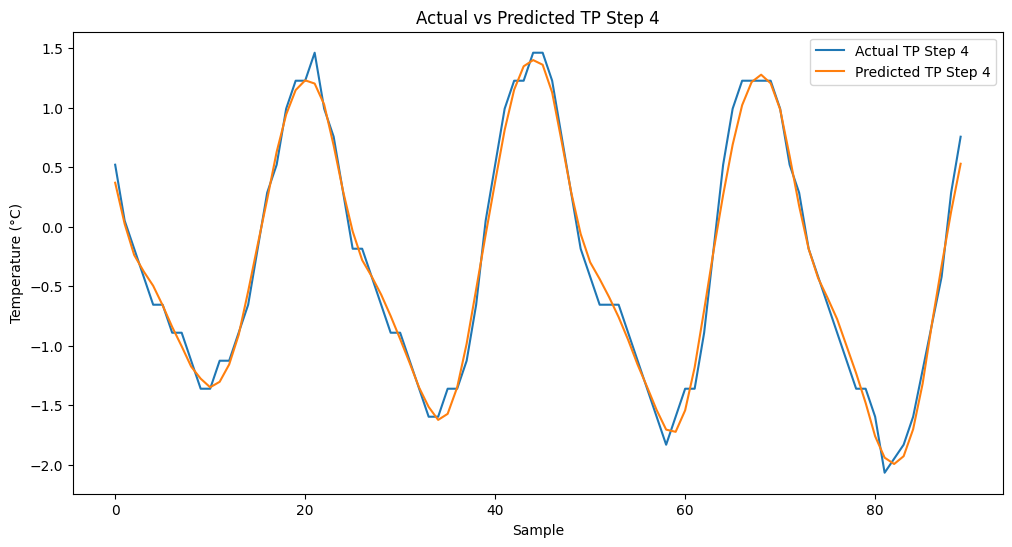 Actual vs Predicted TP Step 4
Actual TP Step 4
Predicted TP Step 4
Temperature (°C)
1.5
1.0
0.5
0.0
−0.5
−1.0
−1.5
−2.0
0 20 40 60 80
Sample